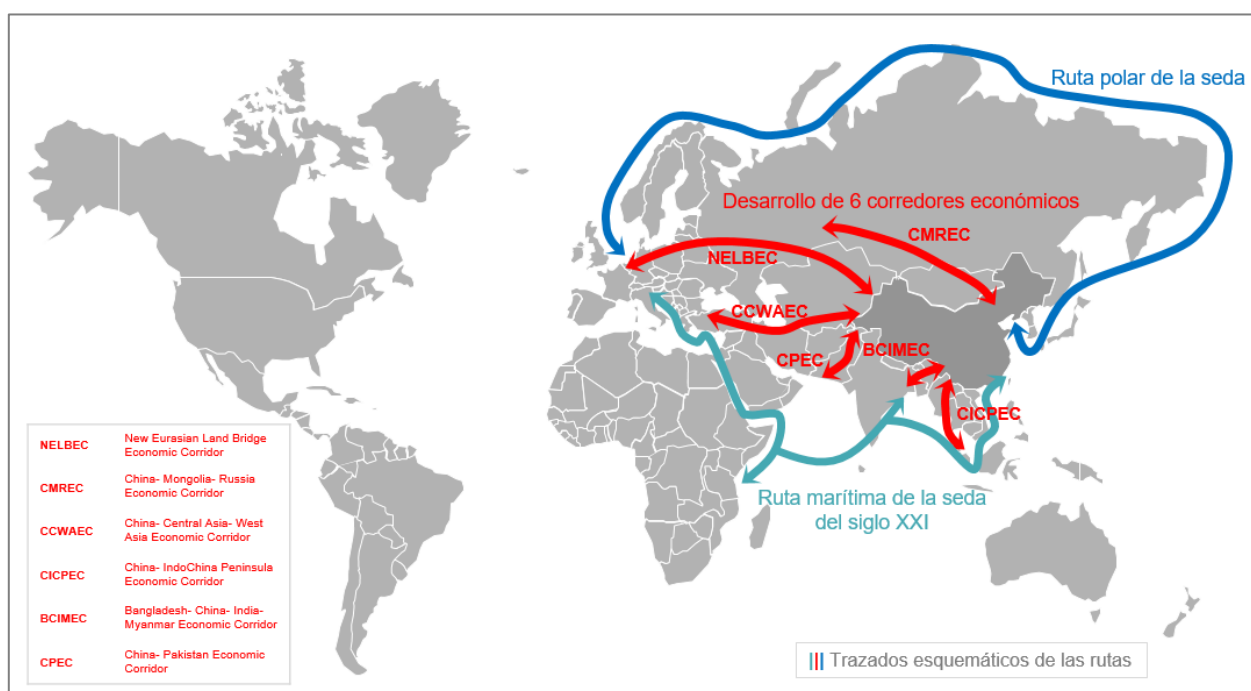 Ruta polar de la seda
Desarrollo de 6 corredores económicos
CMREC
NELBEC
CCWAEC
CPEC
BCIMEC
CICPEC
Ruta marítima de la seda
del siglo XXI
NELBEC
New Eurasian Land Bridge
Economic Corridor
CMREC
China- Mongolia- Russia
Economic Corridor
CCWAEC
China- Central Asia- West
Asia Economic Corridor
CICPEC
China- IndoChina Peninsula
Economic Corridor
BCIMEC
Bangladesh- China- India-
Myanmar Economic Corridor
CPEC
China- Pakistan Economic
Corridor
Trazados esquemáticos de las rutas